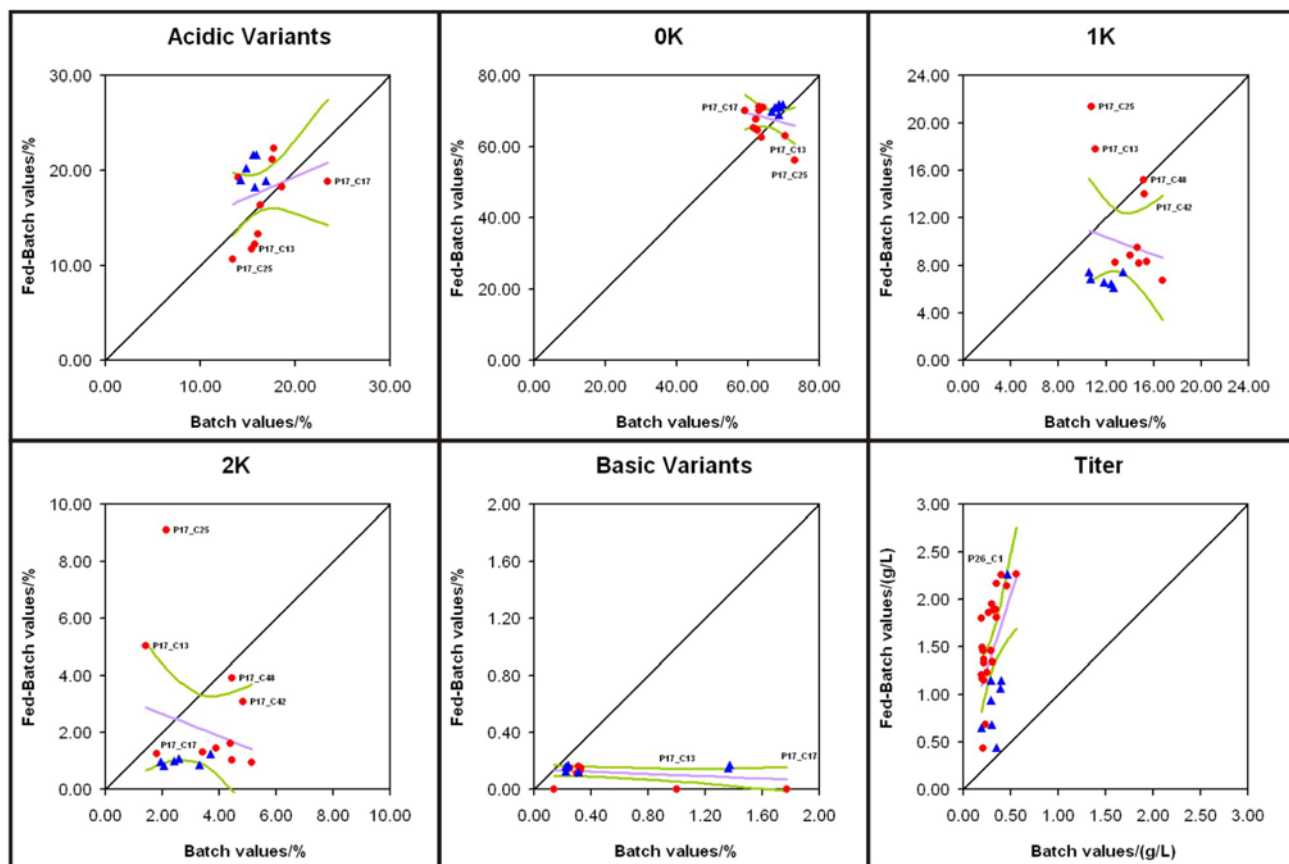 Acidic Variants
30.00
20.00
10.00
0.00
0.00 10.00 20.00 30.00
Fed-Batch values/%
Batch values/%
P17_C17
P17_C13
P17_C25
0K
80.00
60.00
40.00
20.00
0.00
0.00 20.00 40.00 60.00 80.00
Fed-Batch values/%
Batch values/%
P17_C17
P17_C13
P17_C25
1K
24.00
20.00
16.00
12.00
8.00
4.00
0.00
0.00 4.00 8.00 12.00 16.00 20.00 24.00
Fed-Batch values/%
Batch values/%
P17_C25
P17_C13
P17_C48
P17_C42
2K
10.00
8.00
6.00
4.00
2.00
0.00
0.00 2.00 4.00 6.00 8.00 10.00
Fed-Batch values/%
Batch values/%
P17_C25
P17_C13
P17_C48
P17_C42
P17_C17
Basic Variants
2.00
1.60
1.20
0.80
0.40
0.00
0.00 0.40 0.80 1.20 1.60 2.00
Fed-Batch values/%
Batch values/%
P17_C13
P17_C17
Titer
3.00
2.50
2.00
1.50
1.00
0.50
0.00
0.00 0.50 1.00 1.50 2.00 2.50 3.00
Fed-Batch values/(g/L)
Batch values/(g/L)
P26_C1